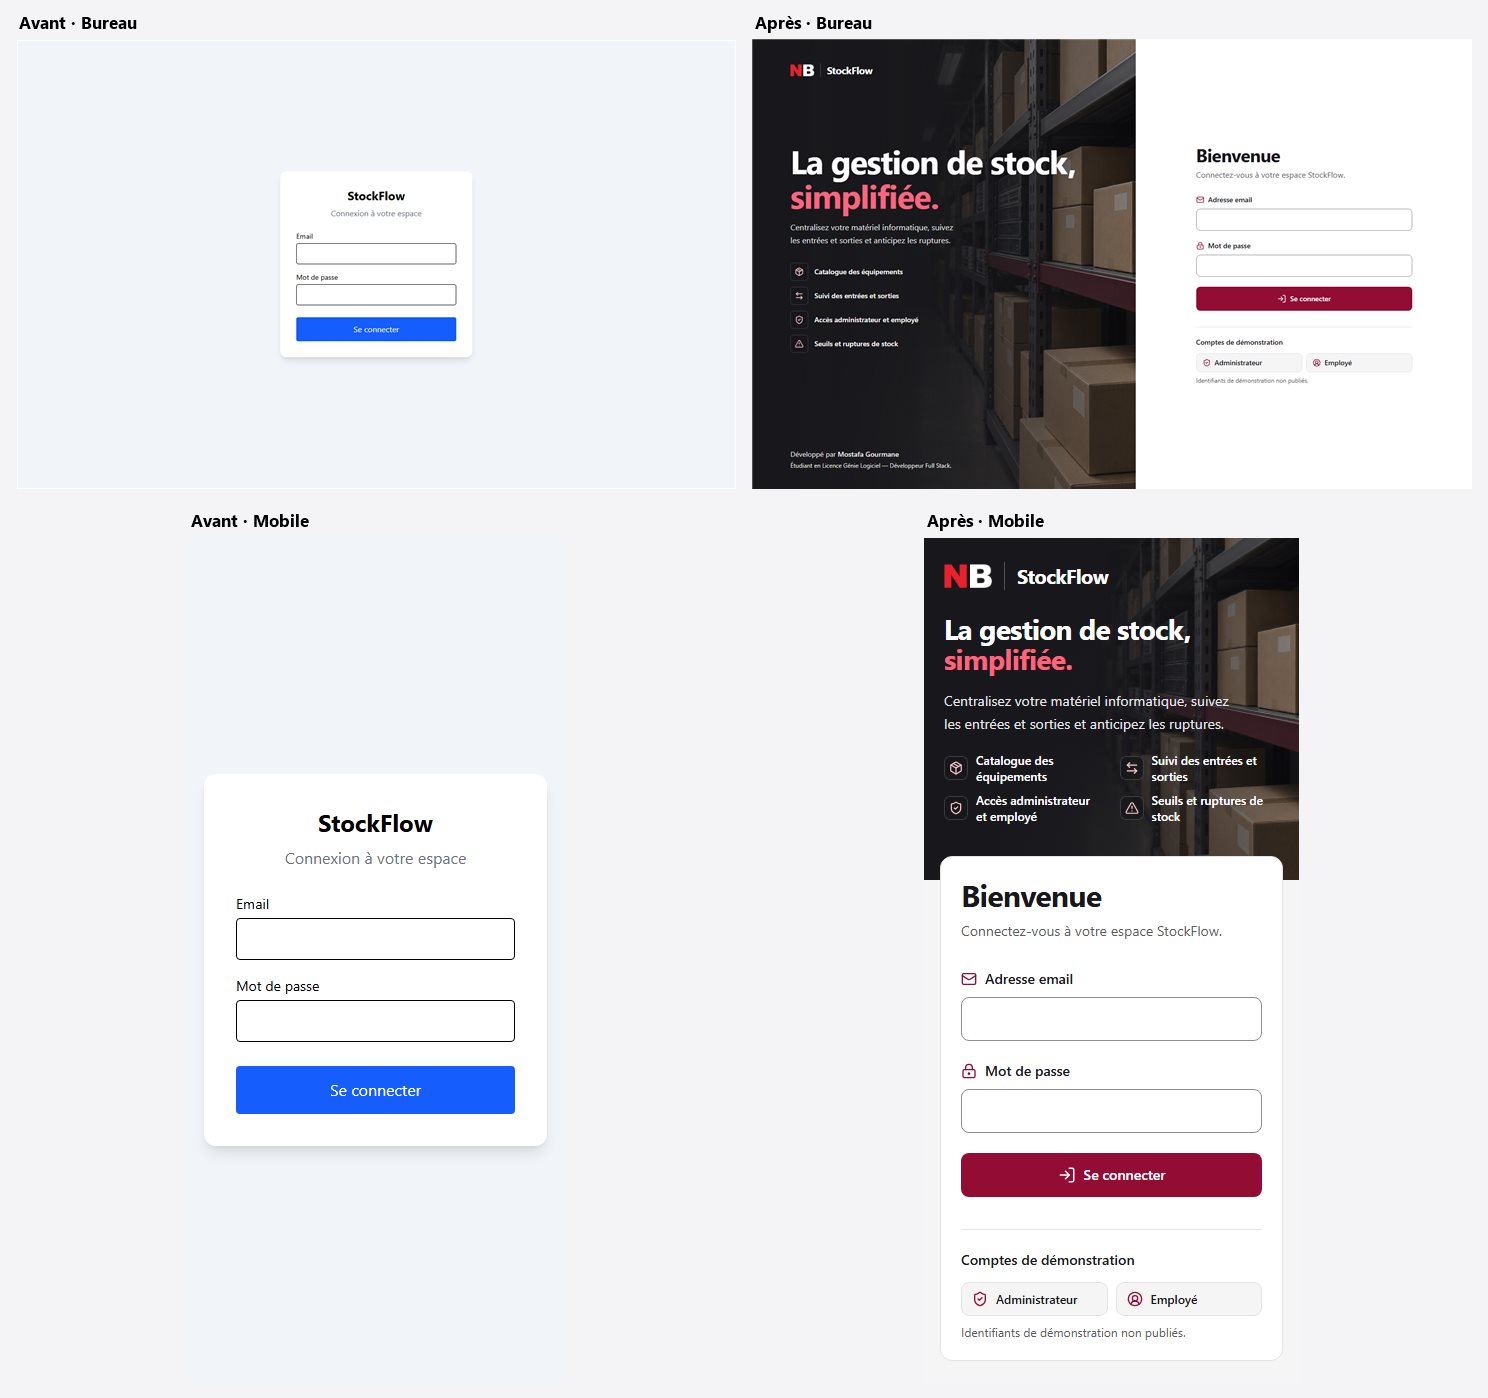 Avant · Bureau
StockFlow
Connexion à votre espace
Email
Mot de passe
Se connecter
Après · Bureau
NB StockFlow
La gestion de stock,
simplifiée.
Centralisez votre matériel informatique, suivez
les entrées et sorties et anticipez les ruptures.
Catalogue des équipements
Suivi des entrées et sorties
Accès administrateur et employé
Seuils et ruptures de stock
Développé par Mostafa Gourmane
Étudiant en Licence Génie Logiciel — Développeur Full Stack.
Bienvenue
Connectez-vous à votre espace StockFlow.
Adresse email
Mot de passe
Se connecter
Comptes de démonstration
Administrateur
Employé
Identifiants de démonstration non publiés.
Avant · Mobile
StockFlow
Connexion à votre espace
Email
Mot de passe
Se connecter
Après · Mobile
NB StockFlow
La gestion de stock,
simplifiée.
Centralisez votre matériel informatique, suivez
les entrées et sorties et anticipez les ruptures.
Catalogue des
équipements
Suivi des entrées et
sorties
Accès administrateur
et employé
Seuils et ruptures de
stock
Bienvenue
Connectez-vous à votre espace StockFlow.
Adresse email
Mot de passe
Se connecter
Comptes de démonstration
Administrateur
Employé
Identifiants de démonstration non publiés.